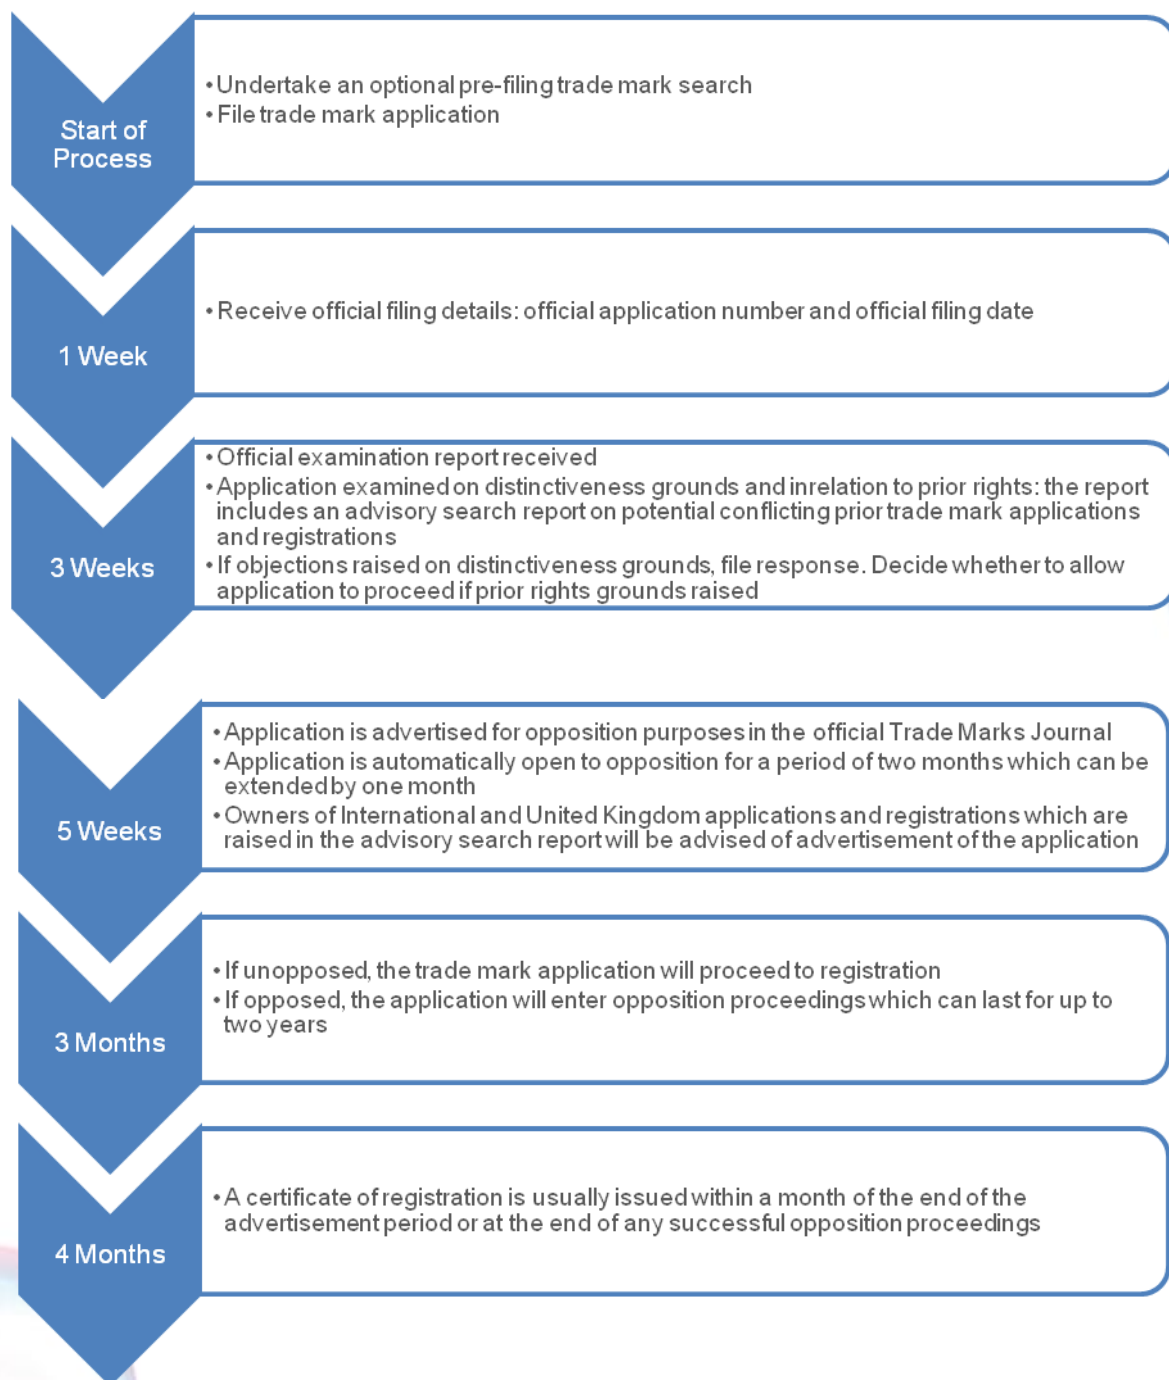 Start of
Process
• Undertake an optional pre-filing trade mark search
• File trade mark application
1 Week
• Receive official filing details: official application number and official filing date
3 Weeks
• Official examination report received
• Application examined on distinctiveness grounds and inrelation to prior rights: the report
includes an advisory search report on potential conflicting prior trade mark applications
and registrations
• If objections raised on distinctiveness grounds, file response. Decide whether to allow
application to proceed if prior rights grounds raised
5 Weeks
• Application is advertised for opposition purposes in the official Trade Marks Journal
• Application is automatically open to opposition for a period of two months which can be
extended by one month
• Owners of International and United Kingdom applications and registrations which are
raised in the advisory search report will be advised of advertisement of the application
3 Months
• If unopposed, the trade mark application will proceed to registration
• If opposed, the application will enter opposition proceedings which can last for up to
two years
4 Months
• A certificate of registration is usually issued within a month of the end of the
advertisement period or at the end of any successful opposition proceedings